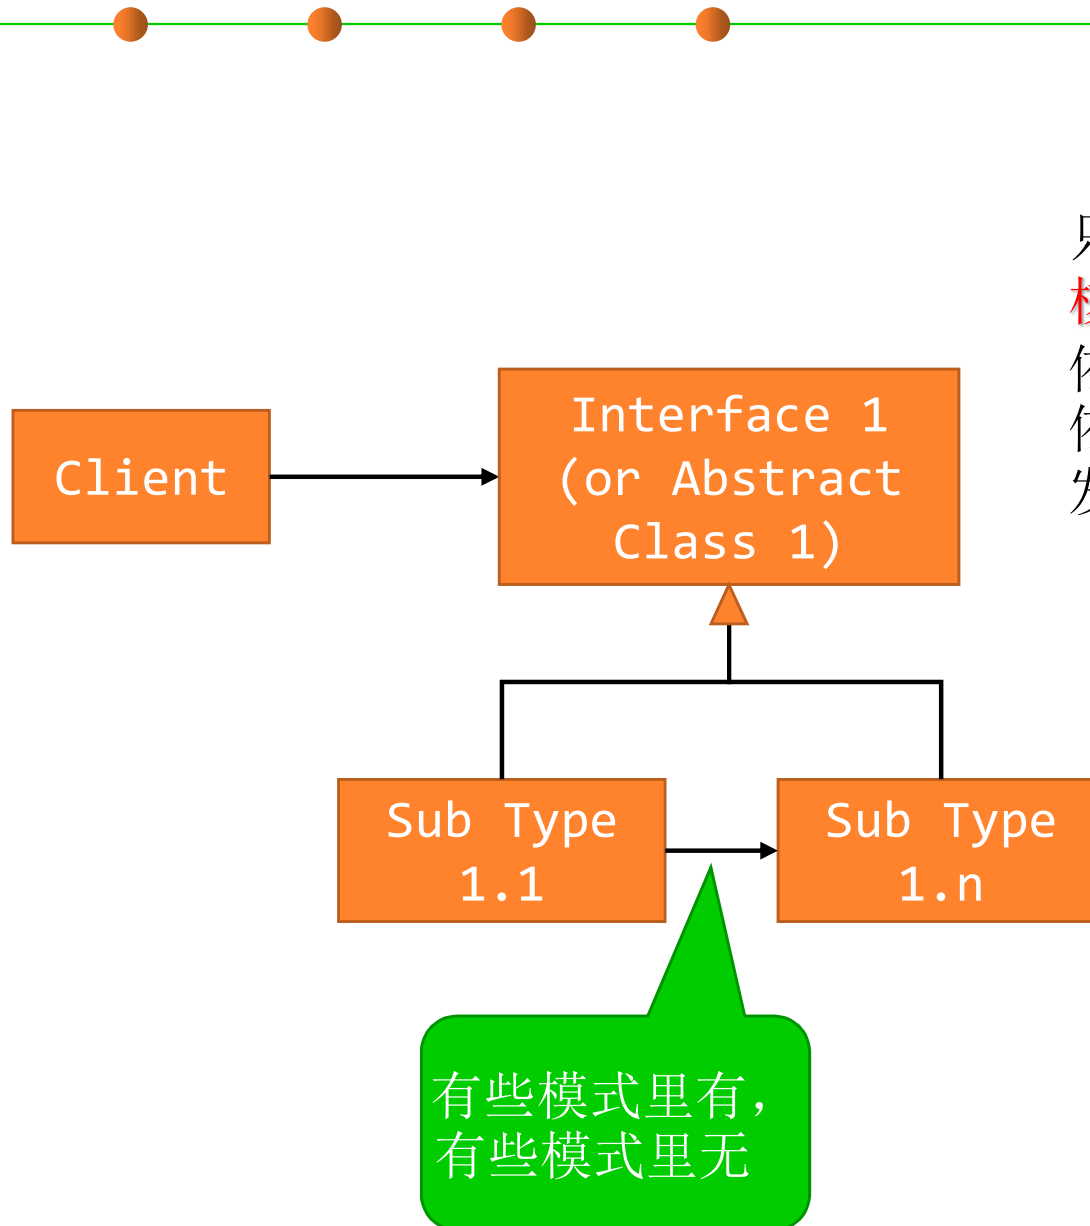 Client
Interface 1
(or Abstract
Class 1)
Sub Type
1.1
Sub Type
1.n
有些模式里有，
有些模式里无